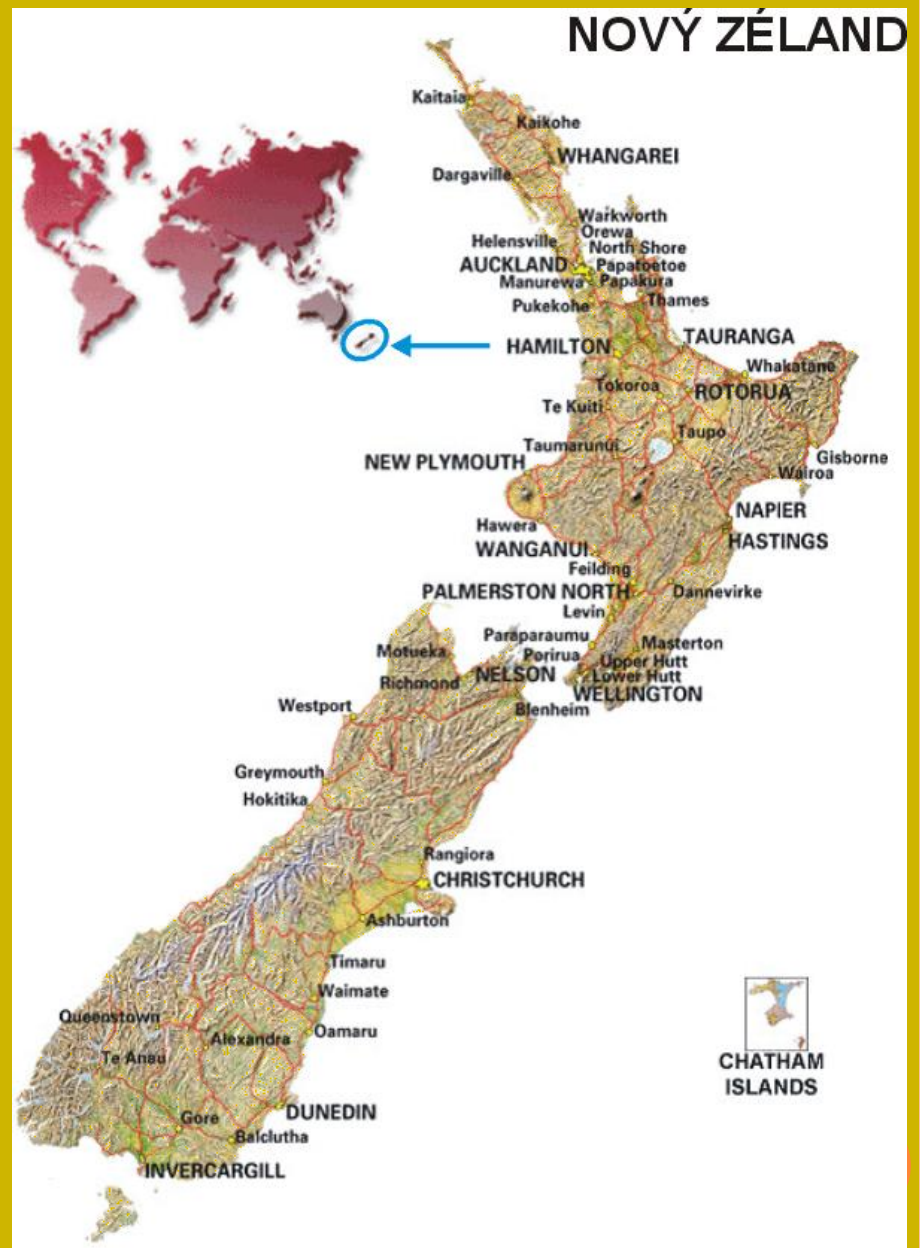 NOVÝ ZÉLAND
Kaitaia
Kaikohe
WHANGAREI
Dargaville
Warkworth
Orewa
Helensville
North Shore
AUCKLAND
Papatoetoe
Manurewa
Papakura
Pukekohe
Thames
TAURANGA
HAMILTON
Whakatane
Tokoroa
ROTORUA
Te Kuiti
Taupo
Taumarunui
Gisborne
NEW PLYMOUTH
Wairoa
NAPIER
Hawera
HASTINGS
WANGANUI
Feilding
PALMERSTON NORTH
Dannevirke
Levin
Paraparaumu
Masterton
Motueka
Porirua
Upper Hutt
NELSON
Lower Hutt
Richmond
WELLINGTON
Westport
Blenheim
Greymouth
Hokitika
Rangiora
CHRISTCHURCH
Ashburton
Timaru
Waimate
Queenstown
Oamaru
Alexandra
Te Anau
CHATHAM
ISLANDS
DUNEDIN
Gore
Balclutha
INVERCARGILL